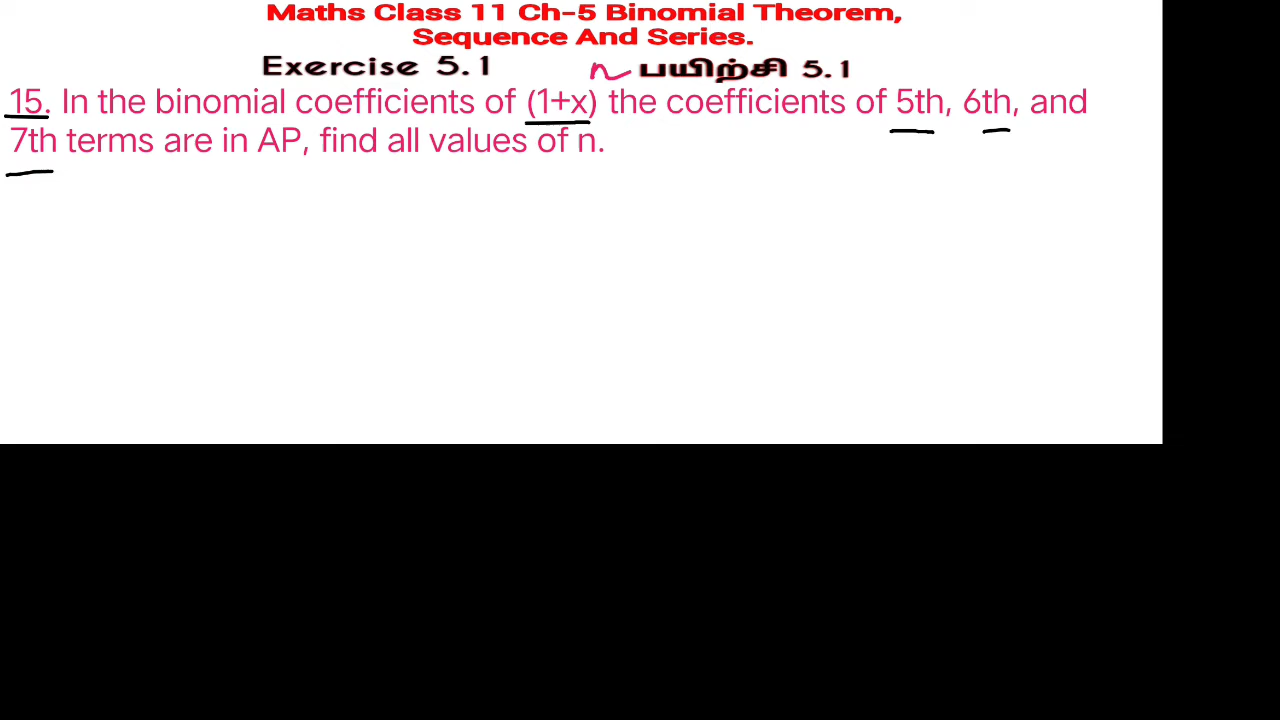 Maths Class 11 Ch-5 Binomial Theorem,
Sequence And Series.
Exercise 5.1 n பயிற்சி 5.1
15. In the binomial coefficients of (1+x) the coefficients of 5th, 6th, and
7th terms are in AP, find all values of n.